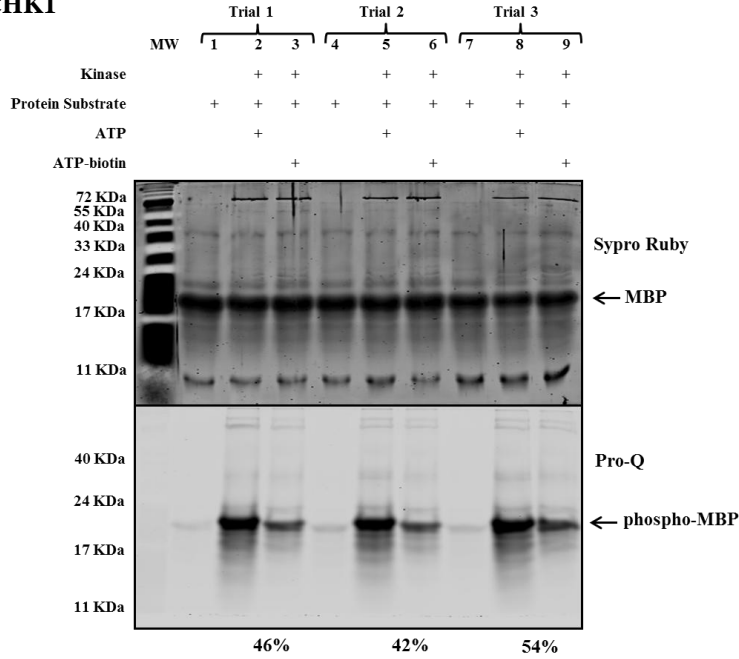 CHK1
Trial 1 Trial 2 Trial 3
MW 1 2 3 4 5 6 7 8 9
Kinase + + + + + +
Protein Substrate + + + + + + + + +
ATP + + +
ATP-biotin + + +
72 KDa
55 KDa
40 KDa
33 KDa
24 KDa
17 KDa
11 KDa
Sypro Ruby
MBP
40 KDa
24 KDa
17 KDa
11 KDa
Pro-Q
phospho-MBP
46% 42% 54%